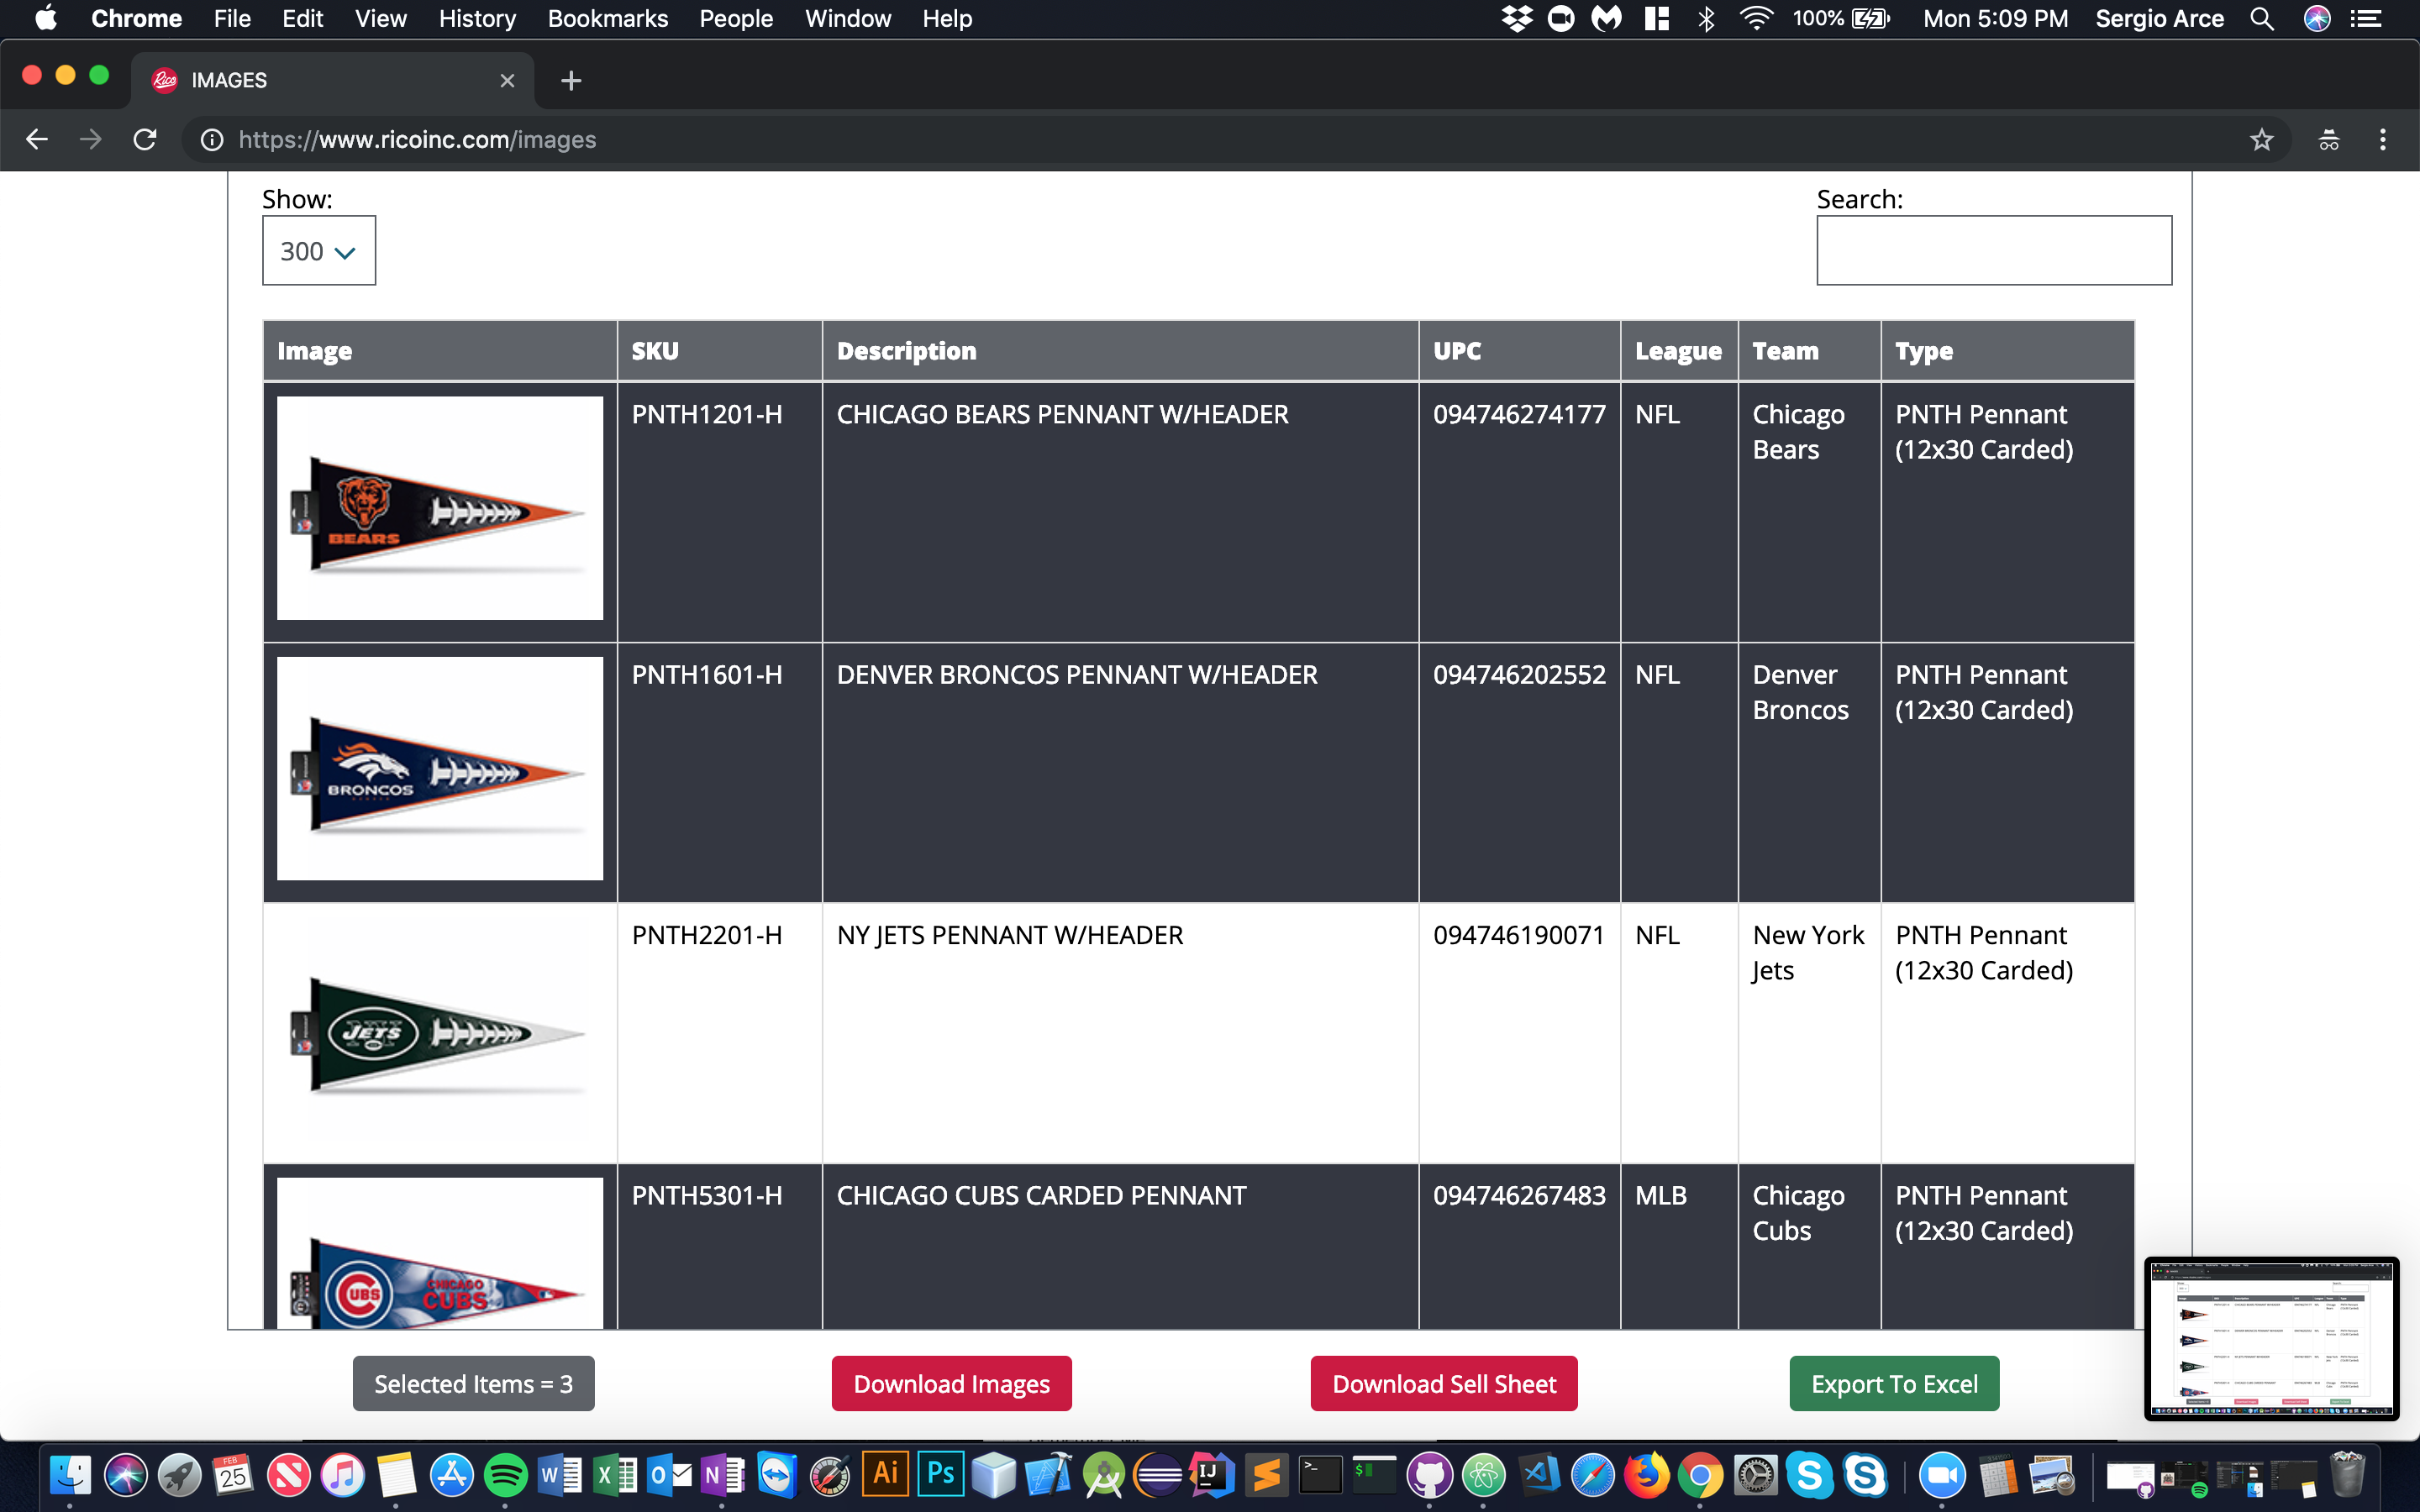 Chrome File Edit View History Bookmarks People Window Help 100% Mon 5:09 PM Sergio Arce
Rico IMAGES
https://www.ricoinc.com/images
Show: Search:
300
Image SKU Description UPC League Team Type
PNTH1201-H CHICAGO BEARS PENNANT W/HEADER 094746274177 NFL Chicago PNTH Pennant
Bears (12x30 Carded)
BEARS
PNTH1601-H DENVER BRONCOS PENNANT W/HEADER 094746202552 NFL Denver PNTH Pennant
Broncos (12x30 Carded)
BRONCOS
PNTH2201-H NY JETS PENNANT W/HEADER 094746190071 NFL New York PNTH Pennant
Jets (12x30 Carded)
JETS
PNTH5301-H CHICAGO CUBS CARDED PENNANT 094746267483 MLB Chicago PNTH Pennant
Cubs (12x30 Carded)
CUBS CHICAGO
CUBS
Selected Items = 3 Download Images Download Sell Sheet Export To Excel
FEB
25 W X O N Ai Ps IJ >_ $ S S